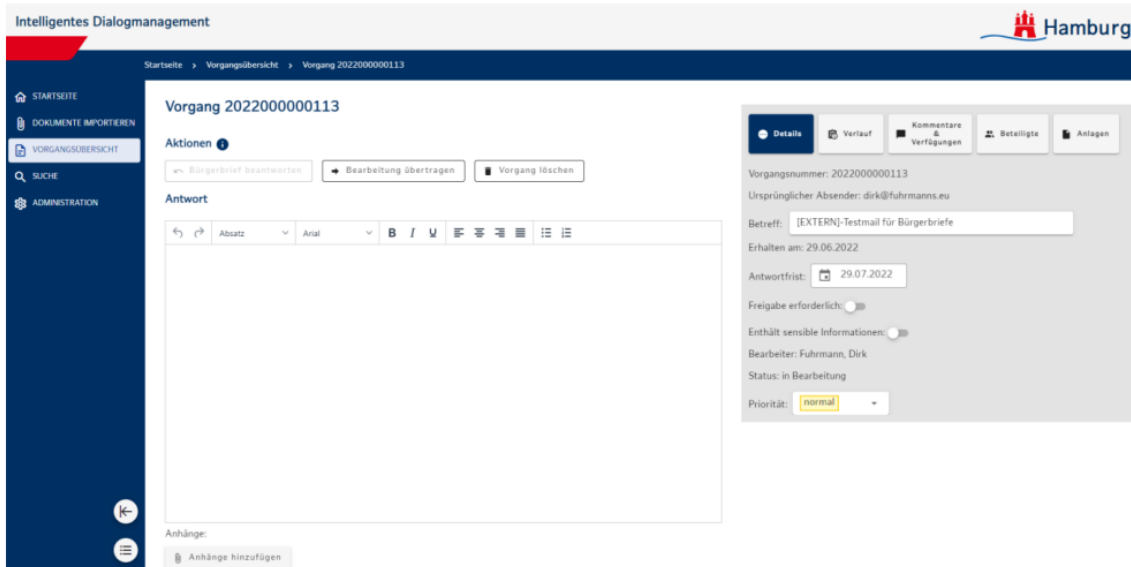 Intelligentes Dialogmanagement
Hamburg
Startseite > Vorgangsübersicht > Vorgang 2022000000113
STARTSEITE
DOKUMENTE IMPORTIEREN
VORGANGSÜBERSICHT
SUCHE
ADMINISTRATION
Vorgang 2022000000113
Aktionen
Bürgerbrief beantworten
Bearbeitung übertragen
Vorgang löschen
Antwort
Absatz
Arial
B I U
Anhänge:
Anhänge hinzufügen
Details
Verlauf
Kommentare
&
Verfügungen
Beteiligte
Anlagen
Vorgangsnummer: 2022000000113
Ursprünglicher Absender: dirk@fuhrmanns.eu
Betreff: [EXTERN]-Testmail für Bürgerbriefe
Erhalten am: 29.06.2022
Antwortfrist: 29.07.2022
Freigabe erforderlich:
Enthält sensible Informationen:
Bearbeiter: Fuhrmann, Dirk
Status: in Bearbeitung
Priorität: normal